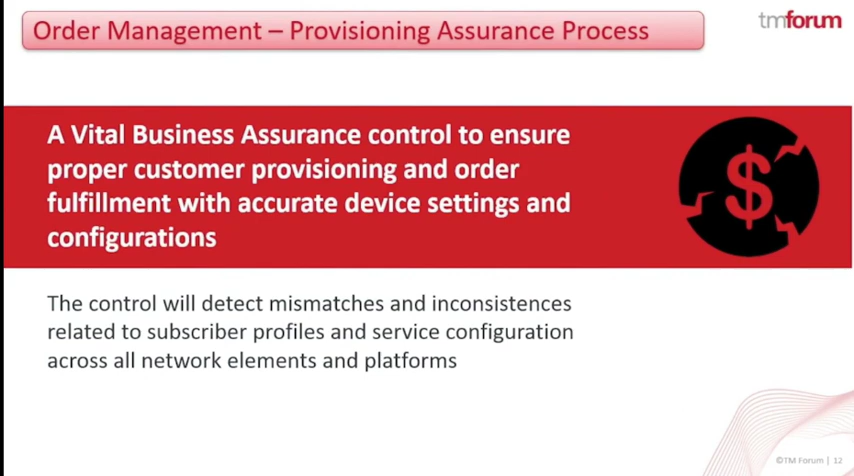 Order Management – Provisioning Assurance Process
tmforum
A Vital Business Assurance control to ensure
proper customer provisioning and order
fulfillment with accurate device settings and
configurations
$
The control will detect mismatches and inconsistences
related to subscriber profiles and service configuration
across all network elements and platforms
©TM Forum | 12